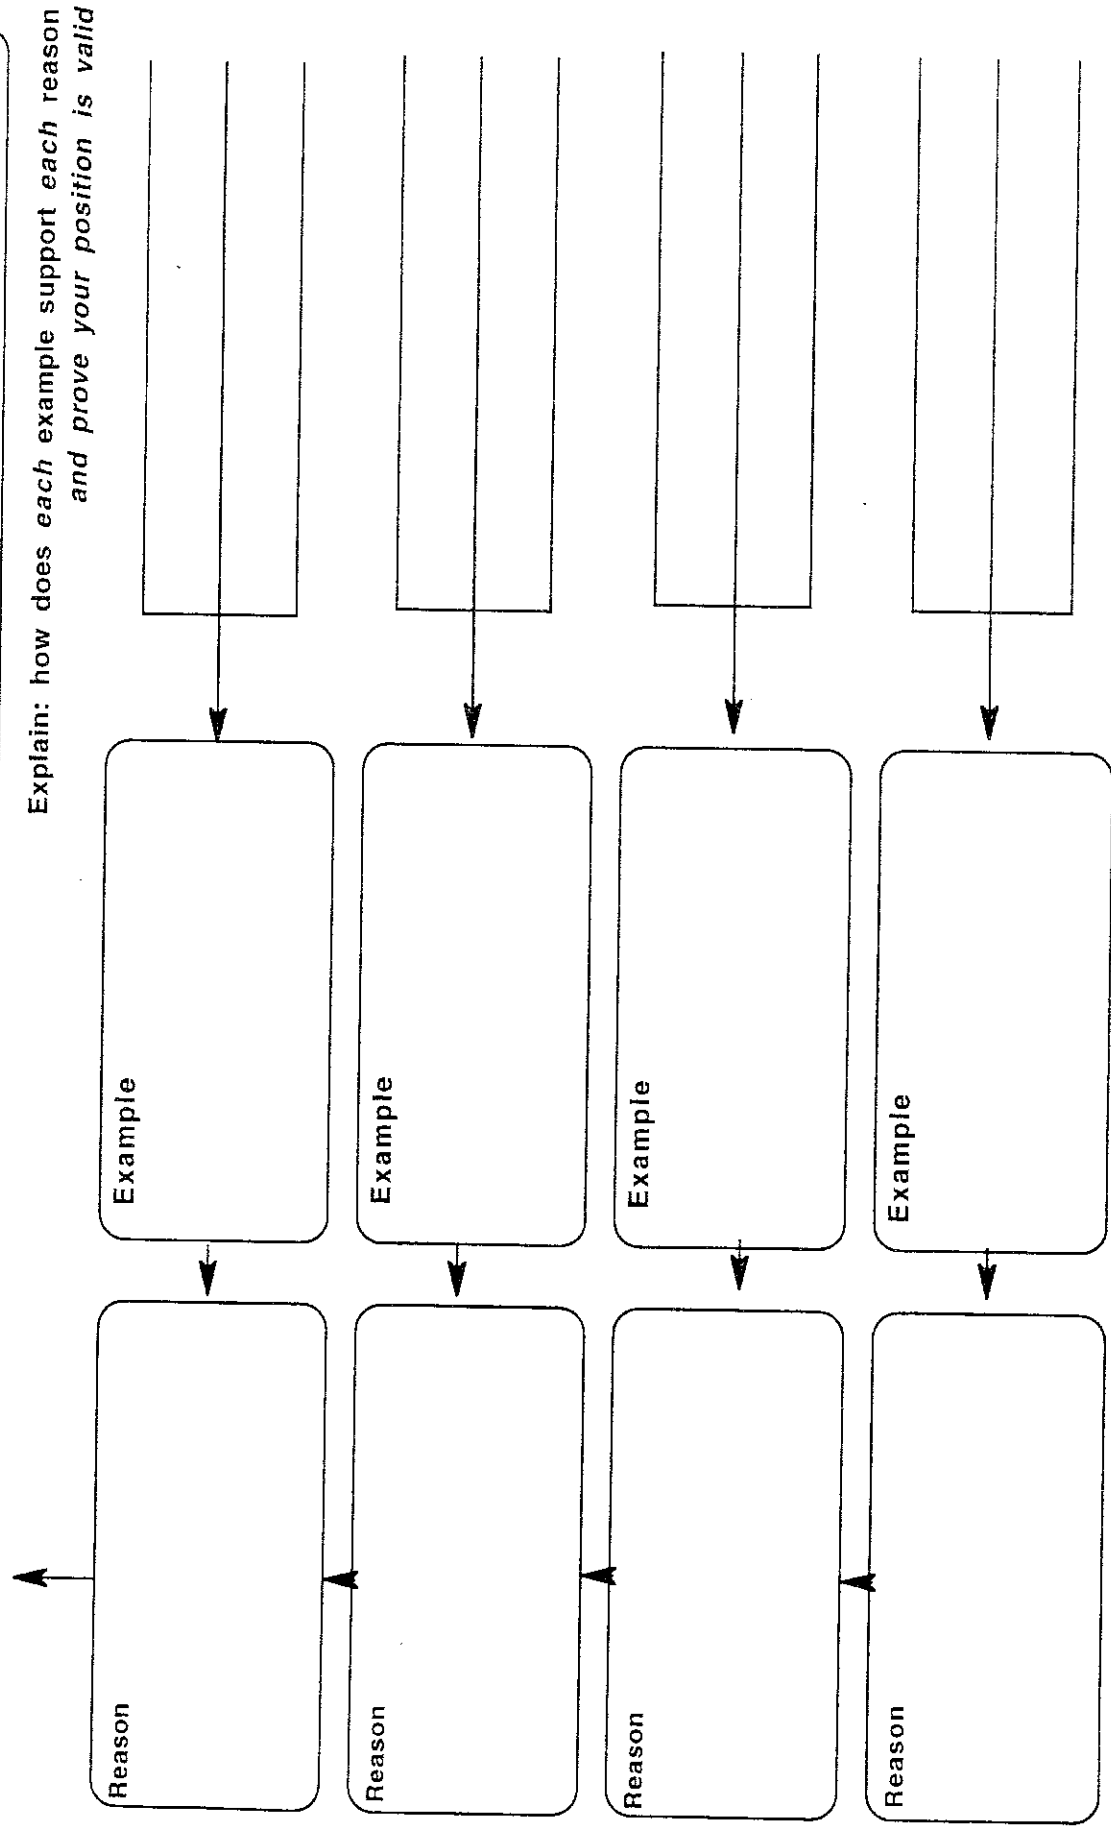 Explain: how does each example support each reason
and prove your position is valid
Reason
Example
Reason
Example
Reason
Example
Reason
Example